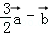 3/2 a⃗ − b⃗